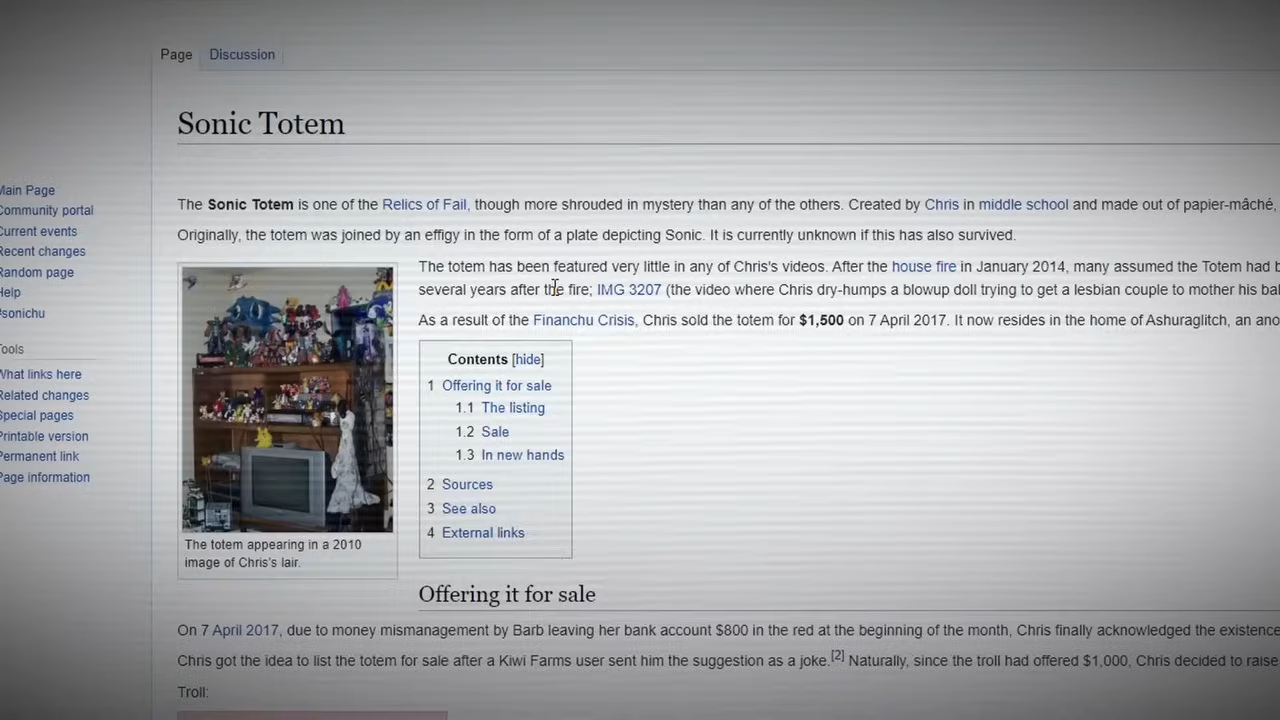 Page Discussion
Sonic Totem
Main Page
Community portal
Current events
Recent changes
Random page
Help
#sonichu
Tools
What links here
Related changes
Special pages
Printable version
Permanent link
Page information
The Sonic Totem is one of the Relics of Fail, though more shrouded in mystery than any of the others. Created by Chris in middle school and made out of papier-mâché,
Originally, the totem was joined by an effigy in the form of a plate depicting Sonic. It is currently unknown if this has also survived.
The totem appearing in a 2010
image of Chris's lair.
The totem has been featured very little in any of Chris's videos. After the house fire in January 2014, many assumed the Totem had b
several years after the fire; IMG 3207 (the video where Chris dry-humps a blowup doll trying to get a lesbian couple to mother his bal
As a result of the Financhu Crisis, Chris sold the totem for $1,500 on 7 April 2017. It now resides in the home of Ashuraglitch, an ano
Contents [hide]
1 Offering it for sale
1.1 The listing
1.2 Sale
1.3 In new hands
2 Sources
3 See also
4 External links
Offering it for sale
On 7 April 2017, due to money mismanagement by Barb leaving her bank account $800 in the red at the beginning of the month, Chris finally acknowledged the existence
Chris got the idea to list the totem for sale after a Kiwi Farms user sent him the suggestion as a joke.[2] Naturally, since the troll had offered $1,000, Chris decided to raise
Troll: